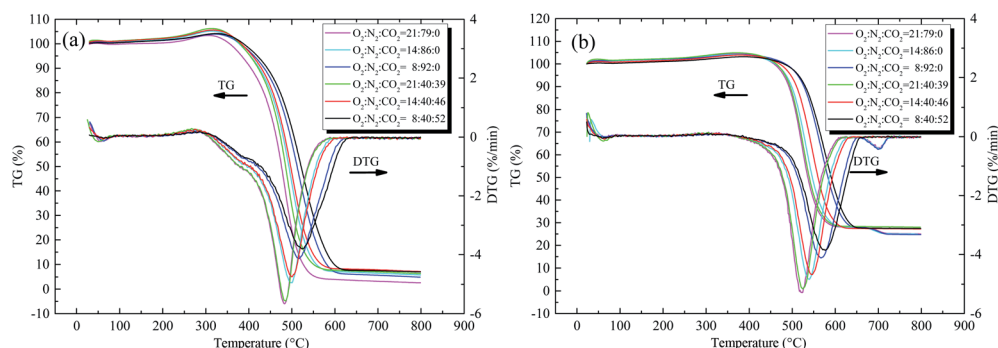 (a)
TG (%)
110
100
90
80
70
60
50
40
30
20
10
0
-10
0 100 200 300 400 500 600 700 800 900
Temperature (°C)
4
2
0
-2
-4
-6
DTG (%/min)
O₂:N₂:CO₂=21:79:0
O₂:N₂:CO₂=14:86:0
O₂:N₂:CO₂= 8:92:0
O₂:N₂:CO₂=21:40:39
O₂:N₂:CO₂=14:40:46
O₂:N₂:CO₂= 8:40:52
TG
DTG
(b)
TG (%)
120
110
100
90
80
70
60
50
40
30
20
10
0
-10
0 100 200 300 400 500 600 700 800 900
Temperature (°C)
4
2
0
-2
-4
-6
DTG (%/min)
O₂:N₂:CO₂=21:79:0
O₂:N₂:CO₂=14:86:0
O₂:N₂:CO₂= 8:92:0
O₂:N₂:CO₂=21:40:39
O₂:N₂:CO₂=14:40:46
O₂:N₂:CO₂= 8:40:52
TG
DTG